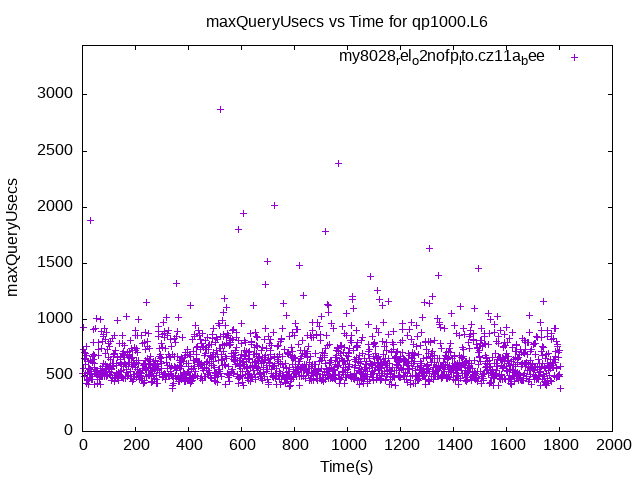 maxQueryUsecs vs Time for qp1000.L6
my8028relo2nofplto.cz11abee
3000
2500
2000
1500
1000
500
0
maxQueryUsecs
0 200 400 600 800 1000 1200 1400 1600 1800 2000
Time(s)